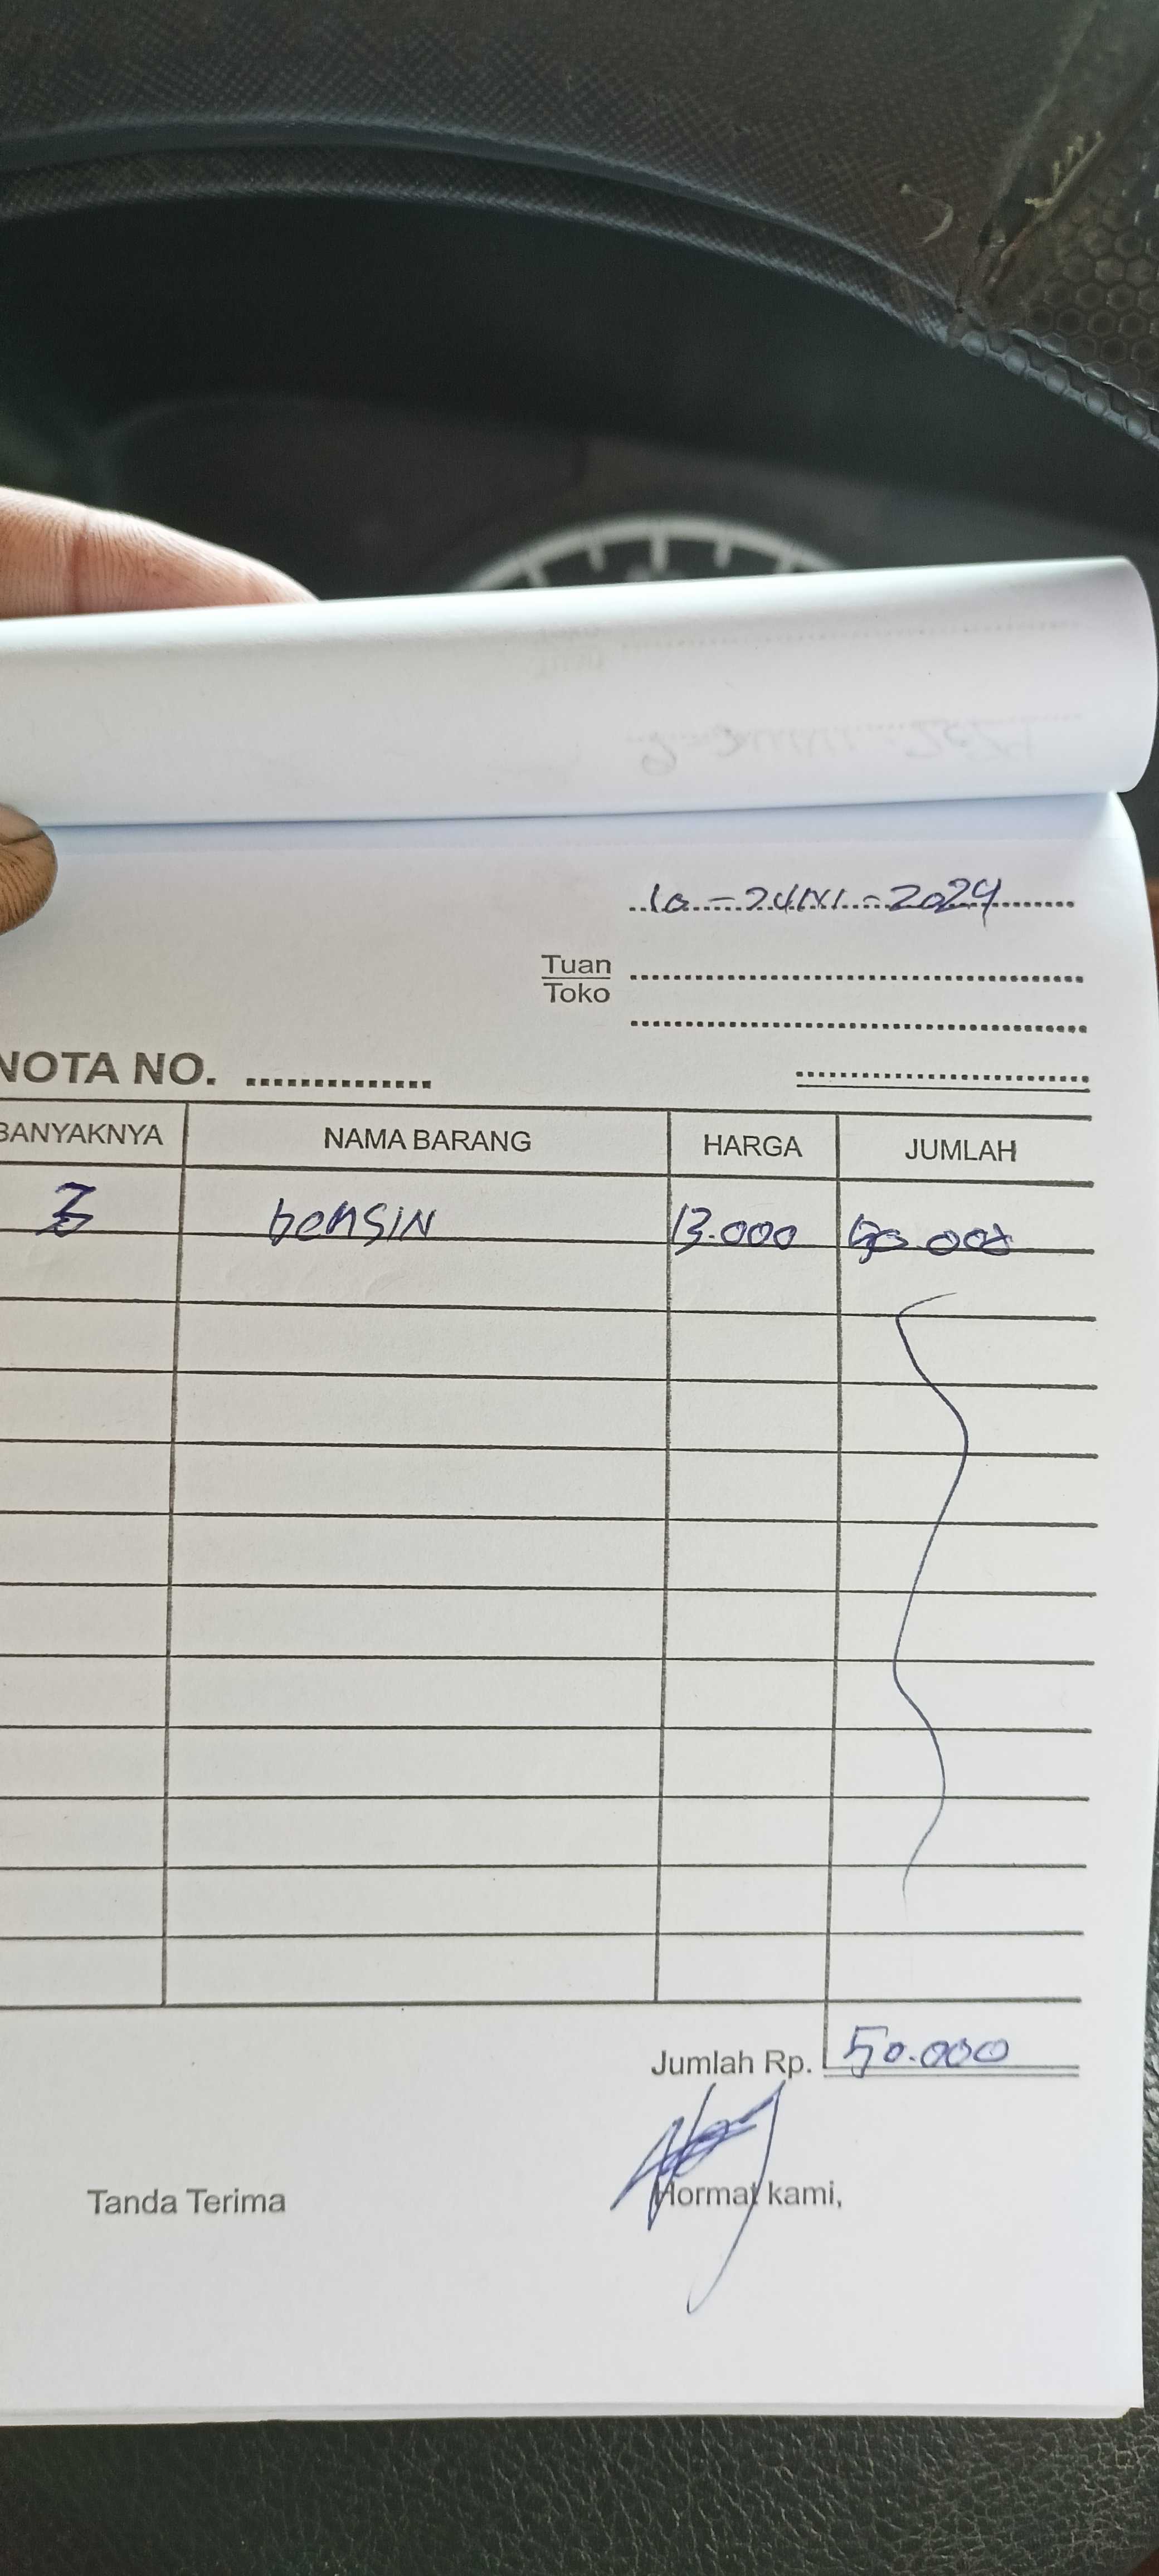 10 - JUNI - 2024
Tuan
Toko
NOTA NO.
BANYAKNYA NAMA BARANG HARGA JUMLAH
bensin 13.000
Jumlah Rp. 50.000
Tanda Terima Hormat kami,